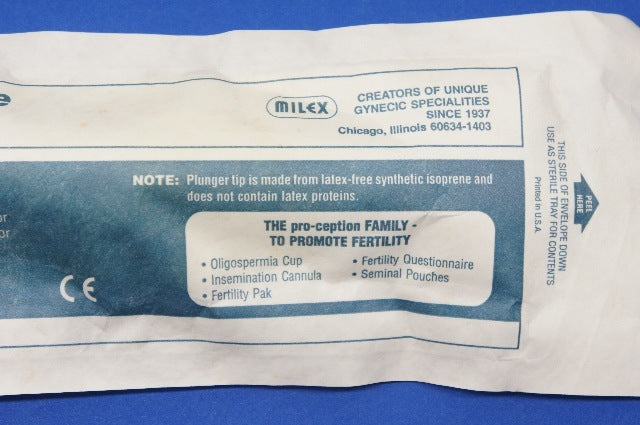 e
MILEX
CREATORS OF UNIQUE
GYNECIC SPECIALITIES
SINCE 1937
Chicago, Illinois 60634-1403
NOTE: Plunger tip is made from latex-free synthetic isoprene and
does not contain latex proteins.
or
or
THE pro-ception FAMILY -
TO PROMOTE FERTILITY
• Oligospermia Cup
• Insemination Cannula
• Fertility Pak
• Fertility Questionnaire
• Seminal Pouches
CE
PEEL
HERE
THIS SIDE OF ENVELOPE DOWN
USE AS STERILE TRAY FOR CONTENTS
Printed in U.S.A.